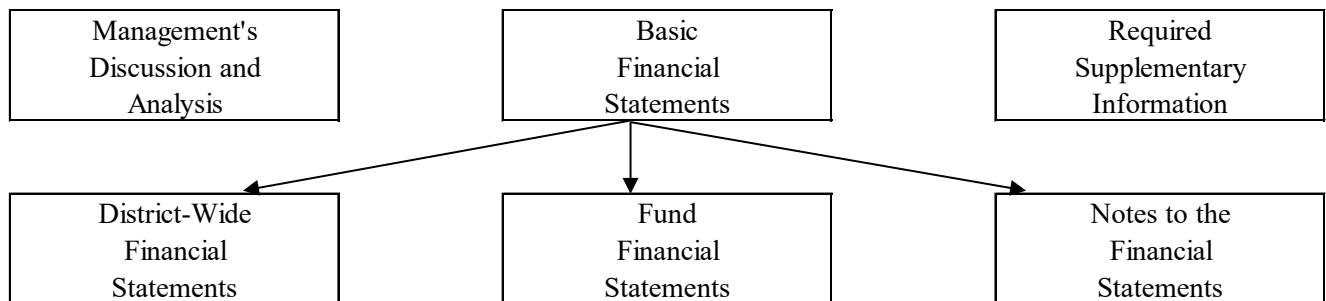 Management's
Discussion and
Analysis
Basic
Financial
Statements
Required
Supplementary
Information
District-Wide
Financial
Statements
Fund
Financial
Statements
Notes to the
Financial
Statements